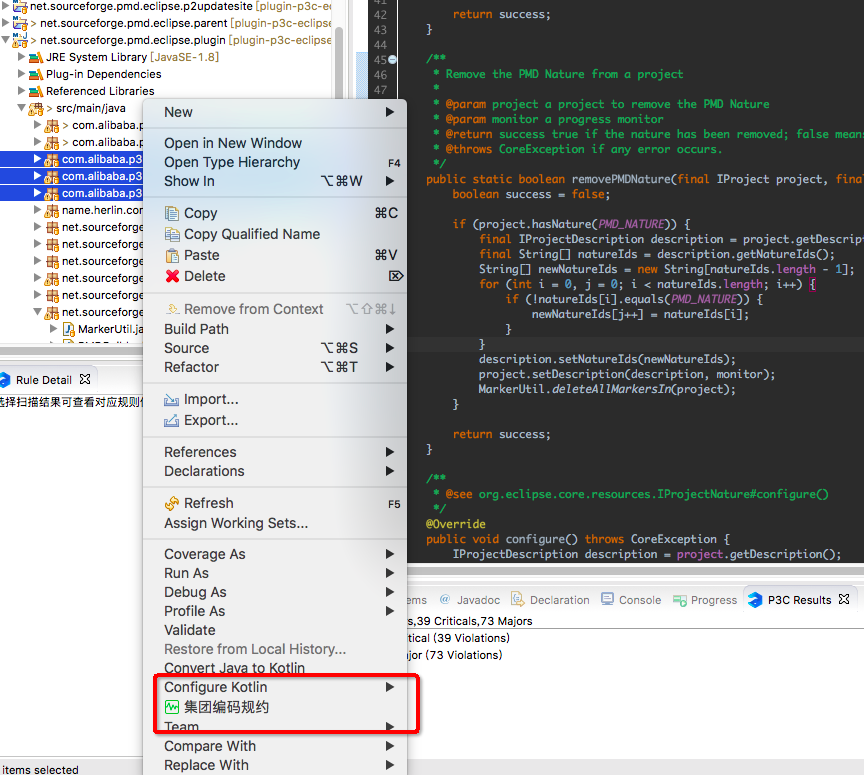 net.sourceforge.pmd.eclipse.p2updatesite [plugin-p3c-e
> net.sourceforge.pmd.eclipse.parent [plugin-p3c-eclipse
> net.sourceforge.pmd.eclipse.plugin [plugin-p3c-eclips
JRE System Library [JavaSE-1.8]
Plug-in Dependencies
Referenced Libraries
> src/main/java
> com.alibaba.p
> com.alibaba.p
com.alibaba.p3
com.alibaba.p3
com.alibaba.p3
name.herlin.cor
net.sourceforge
net.sourceforge
net.sourceforge
net.sourceforge
net.sourceforge
net.sourceforge
MarkerUtil.ja
Rule Detail
选择扫描结果可查看对应规则
items selected
New
Open in New Window
Open Type Hierarchy F4
Show In ⌥⌘W
Copy ⌘C
Copy Qualified Name
Paste ⌘V
Delete ⌦
Remove from Context ⌥⇧⌘↓
Build Path
Source ⌥⌘S
Refactor ⌥⌘T
Import...
Export...
References
Declarations
Refresh F5
Assign Working Sets...
Coverage As
Run As
Debug As
Profile As
Validate
Restore from Local History...
Convert Java to Kotlin
Configure Kotlin
集团编码规约
Team
Compare With
Replace With
41
42 return success;
43 }
44
45 /**
46 * Remove the PMD Nature from a project
47 *
* @param project a project to remove the PMD Nature
* @param monitor a progress monitor
* @return success true if the nature has been removed; false means
* @throws CoreException if any error occurs.
*/
public static boolean removePMDNature(final IProject project, fina
boolean success = false;
if (project.hasNature(PMD_NATURE)) {
final IProjectDescription description = project.getDescrip
final String[] natureIds = description.getNatureIds();
String[] newNatureIds = new String[natureIds.length - 1];
for (int i = 0, j = 0; i < natureIds.length; i++) {
if (!natureIds[i].equals(PMD_NATURE)) {
newNatureIds[j++] = natureIds[i];
}
}
description.setNatureIds(newNatureIds);
project.setDescription(description, monitor);
MarkerUtil.deleteAllMarkersIn(project);
}
return success;
}
/**
* @see org.eclipse.core.resources.IProjectNature#configure()
*/
@Override
public void configure() throws CoreException {
IProjectDescription description = project.getDescription();
ems @ Javadoc Declaration Console Progress P3C Results
s,39 Criticals,73 Majors
tical (39 Violations)
jor (73 Violations)